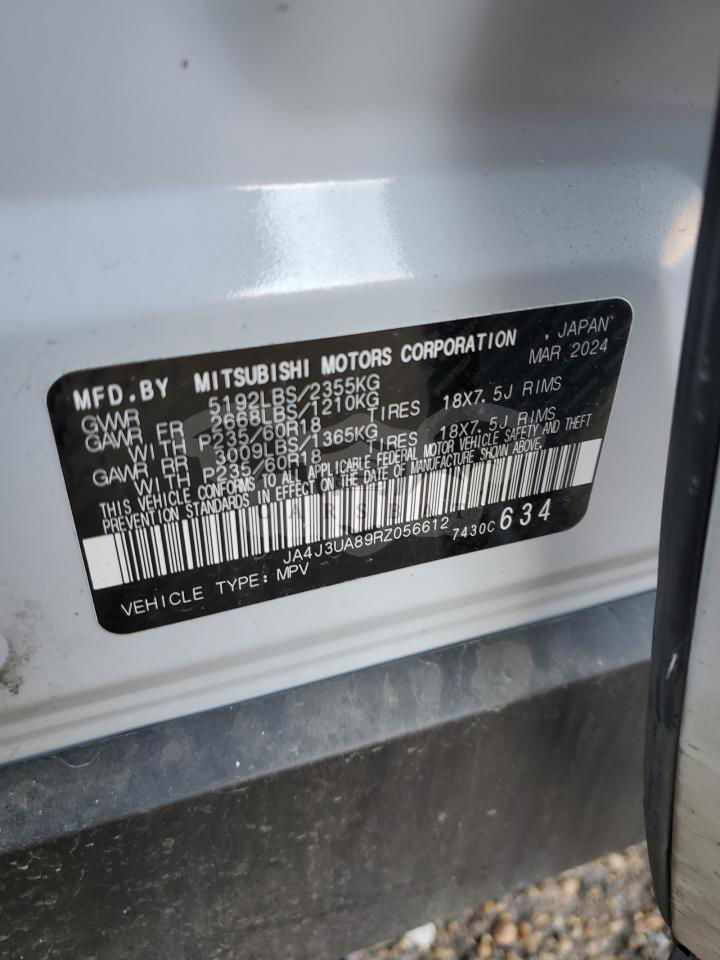 MFD.BY MITSUBISHI MOTORS CORPORATION , JAPAN
MAR 2024
GVWR 5192LBS/2355KG
GAWR FR 2668LBS/1210KG
WITH P235/60R18 TIRES 18X7.5J RIMS
GAWR RR 3009LBS/1365KG
WITH P235/60R18 TIRES 18X7.5J RIMS
THIS VEHICLE CONFORMS TO ALL APPLICABLE FEDERAL MOTOR VEHICLE SAFETY AND THEFT
PREVENTION STANDARDS IN EFFECT ON THE DATE OF MANUFACTURE SHOWN ABOVE.
JA4J3UA89RZ056612 7430C 634
VEHICLE TYPE: MPV